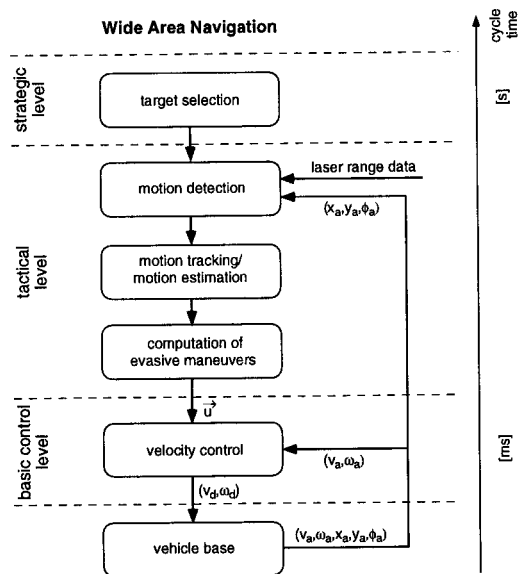 Wide Area Navigation
cycle
time
strategic
level
target selection
[s]
laser range data
motion detection
(xₐ,yₐ,ϕₐ)
tactical
level
motion tracking/
motion estimation
computation of
evasive maneuvers
u⃗
basic control
level
velocity control
(vₐ,ωₐ)
[ms]
(v_d,ω_d)
(vₐ,ωₐ,xₐ,yₐ,ϕₐ)
vehicle base